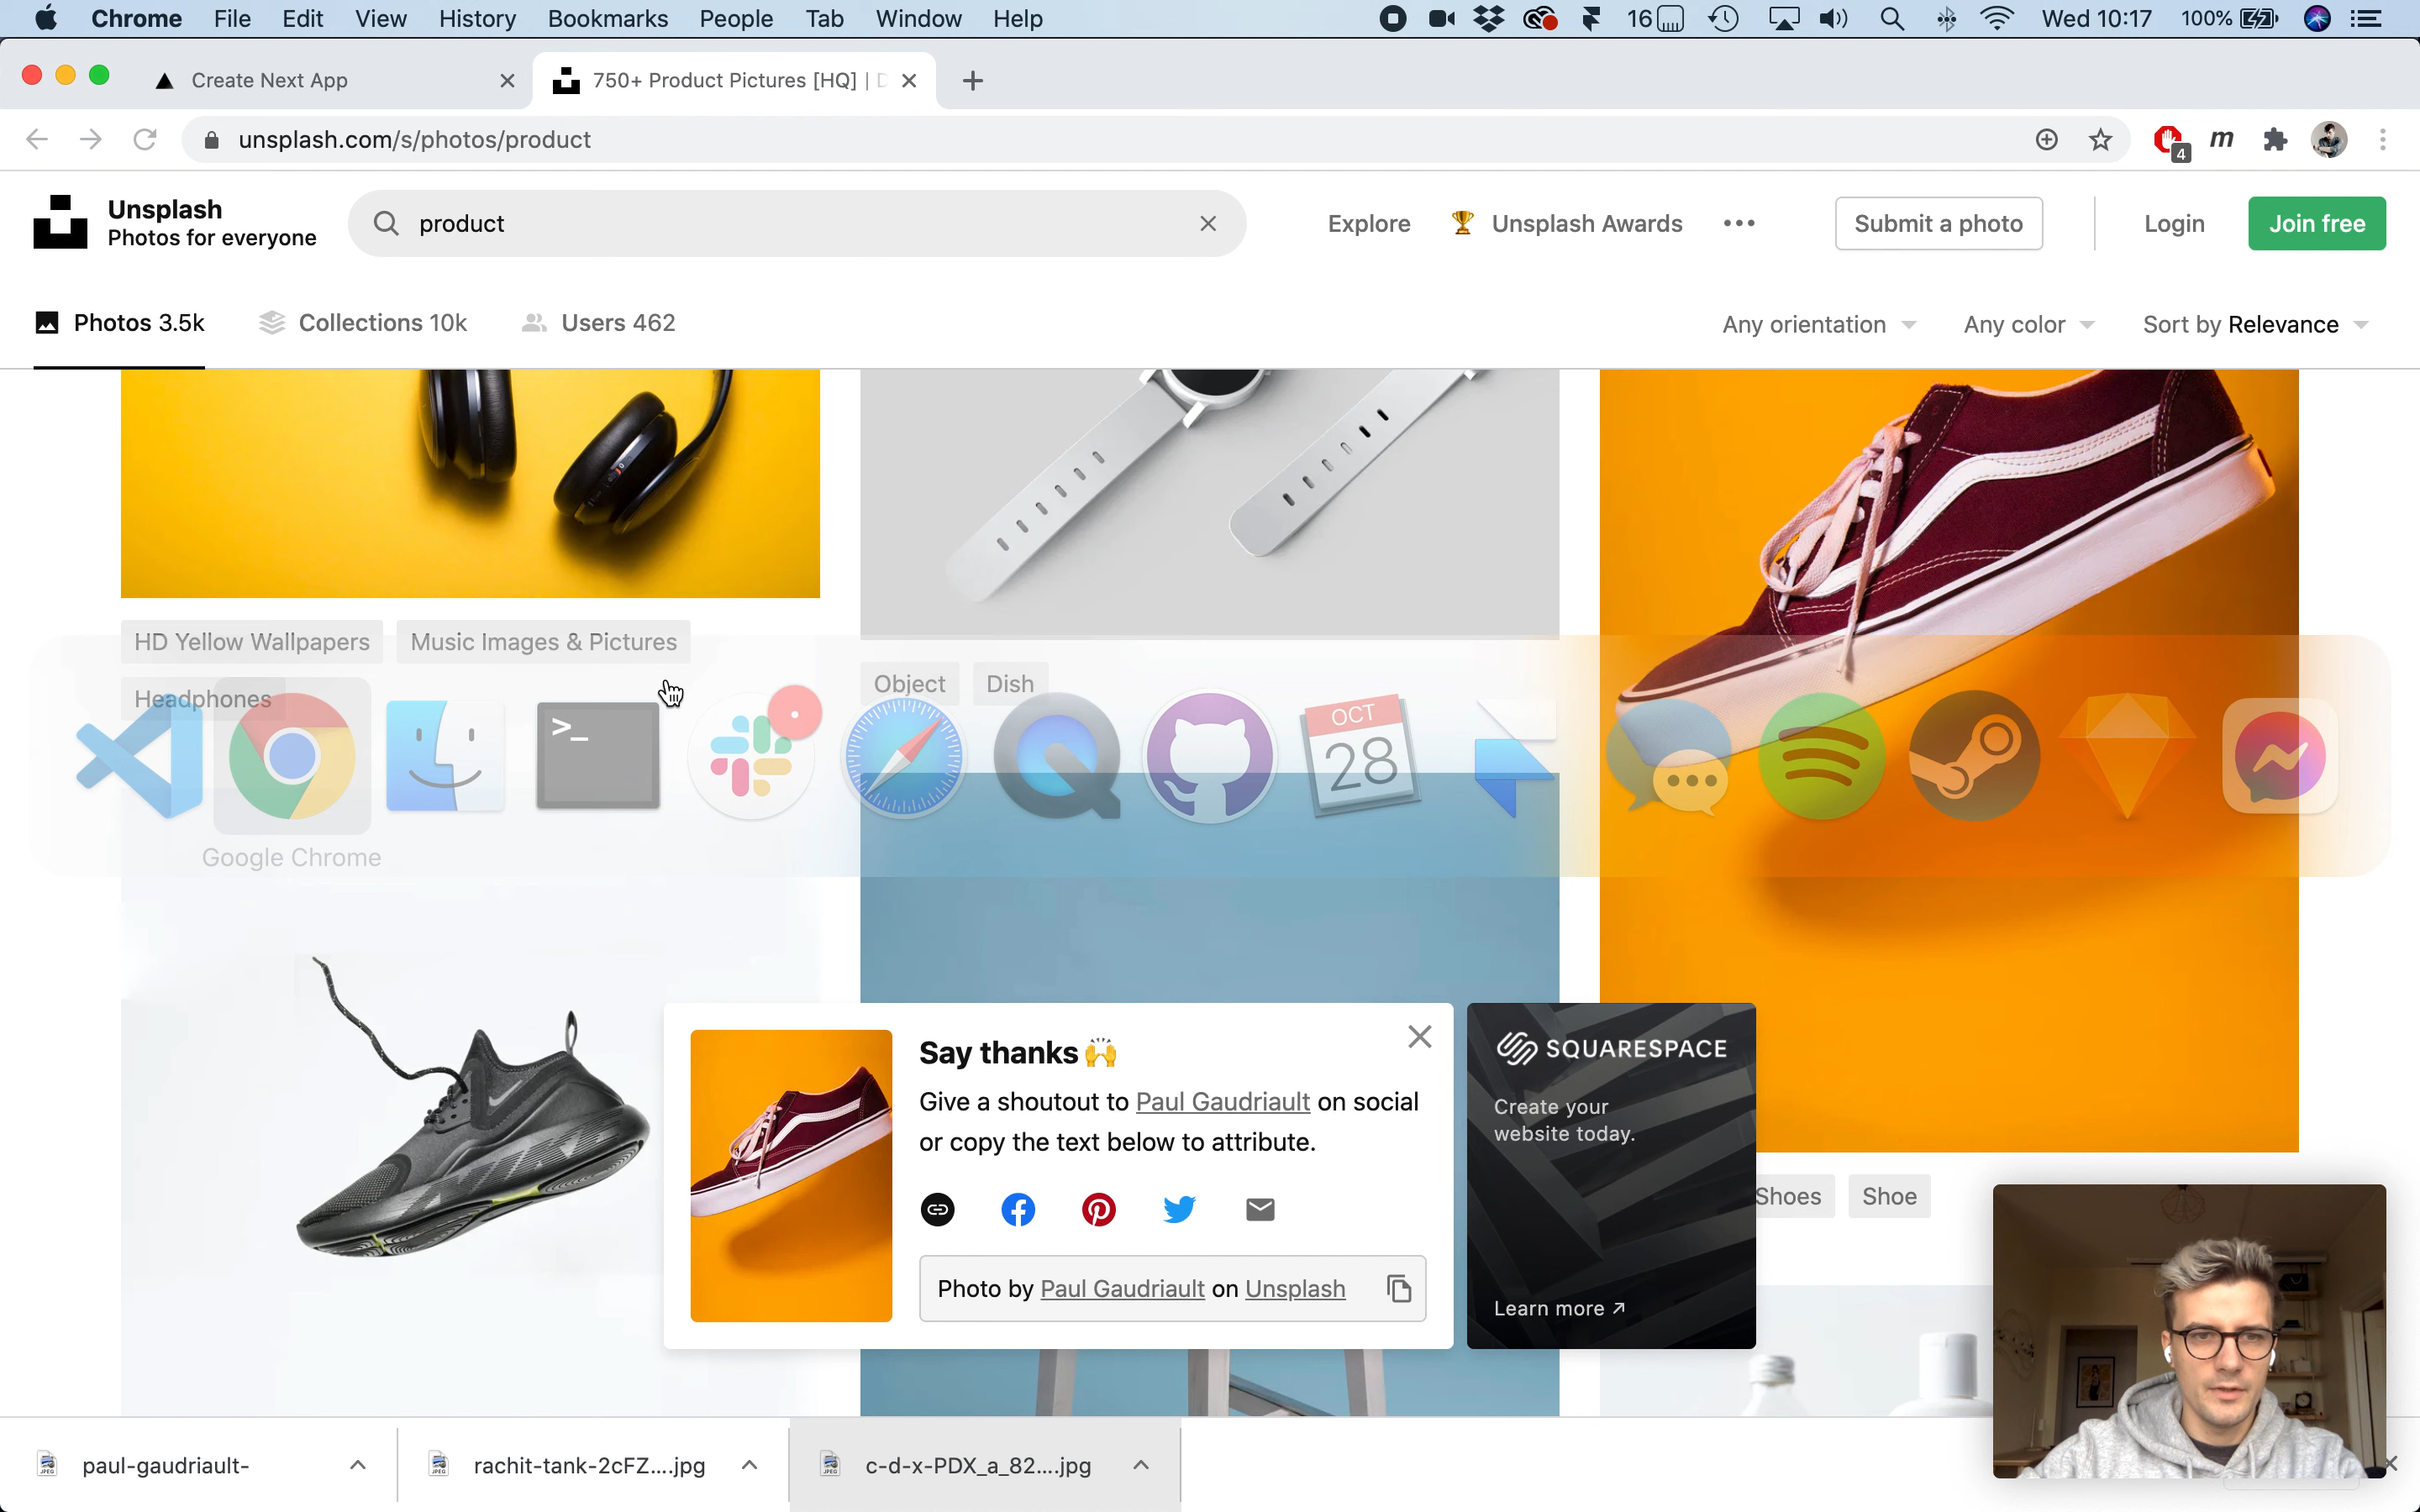 Chrome File Edit View History Bookmarks People Tab Window Help 16 Wed 10:17 100%
Create Next App 750+ Product Pictures [HQ] | D
unsplash.com/s/photos/product 4 m
Unsplash
Photos for everyone
product
Explore Unsplash Awards Submit a photo Login Join free
Photos 3.5k Collections 10k Users 462 Any orientation Any color Sort by Relevance
HD Yellow Wallpapers Music Images & Pictures
Headphones
Object Dish
OCT
28
>_
Google Chrome
Say thanks 🙌
Give a shoutout to Paul Gaudriault on social
or copy the text below to attribute.
Photo by Paul Gaudriault on Unsplash
SQUARESPACE
Create your
website today.
Learn more ↗
Shoes Shoe
paul-gaudriault- rachit-tank-2cFZ....jpg c-d-x-PDX_a_82....jpg